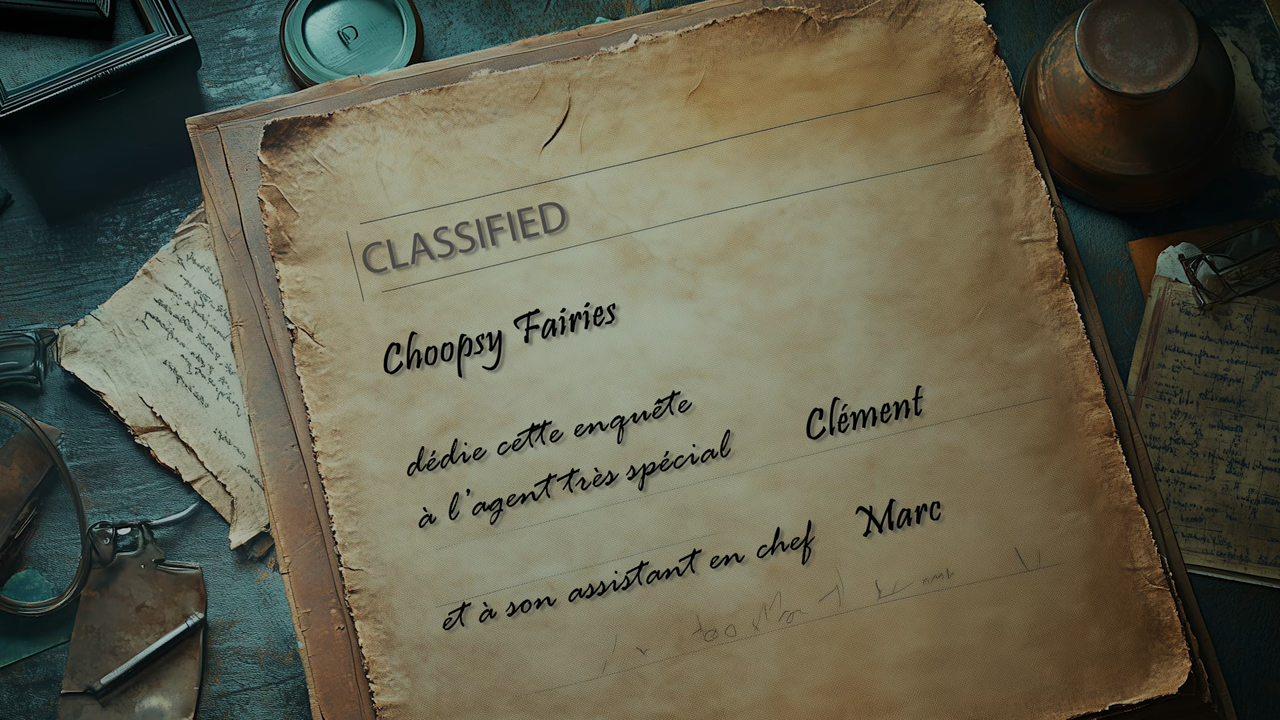 CLASSIFIED
Choopsy Fairies
dédie cette enquête
à l'agent très spécial Clément
et à son assistant en chef Marc